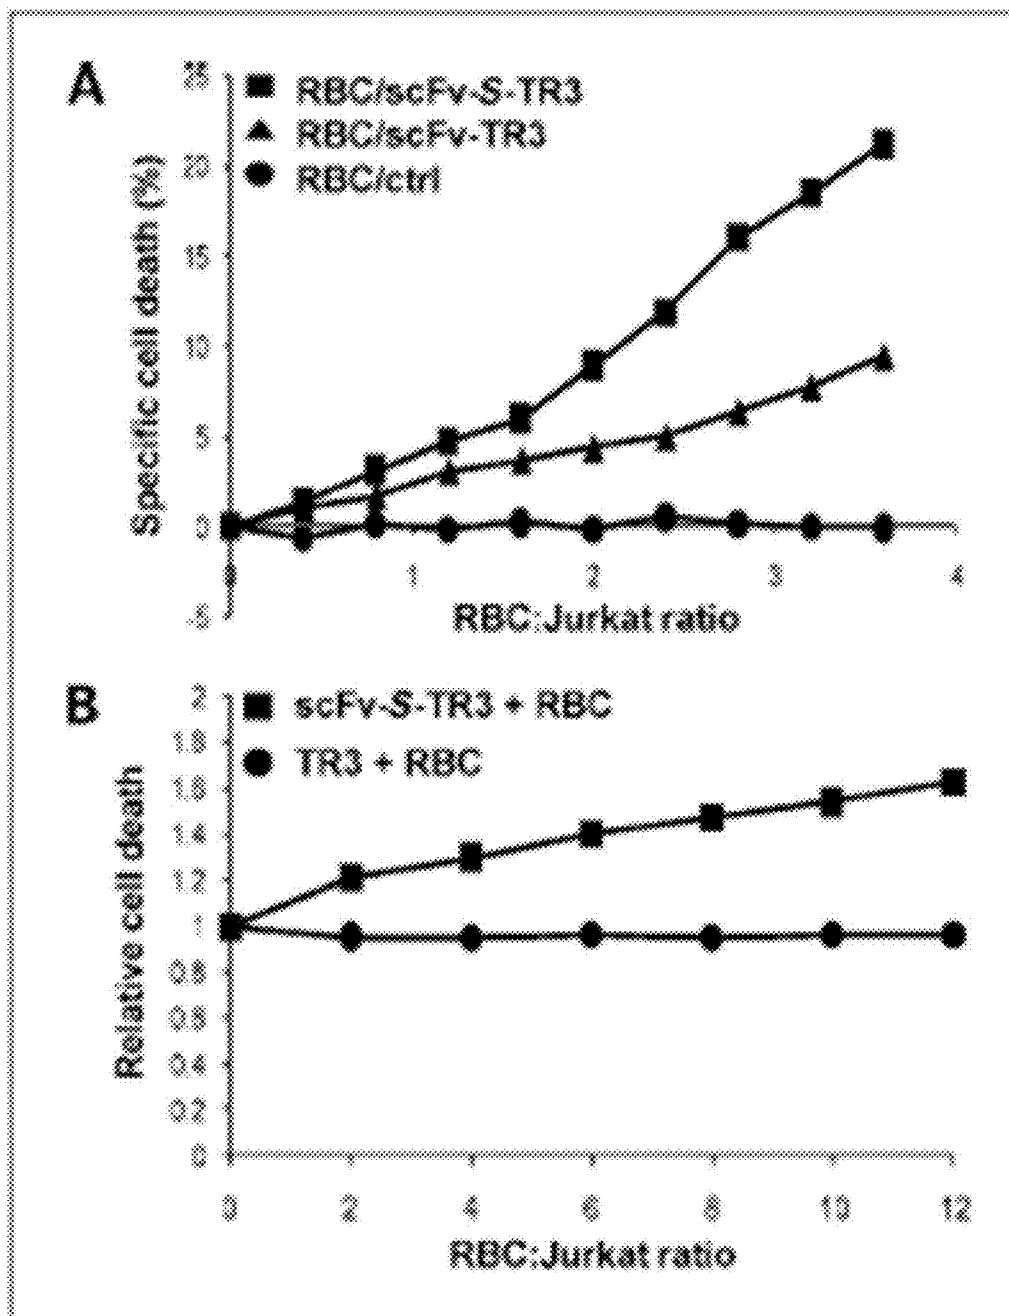 A
RBC/scFv-S-TR3
RBC/scFv-TR3
RBC/ctrl
Specific cell death (%)
25
20
15
10
5
0
-5
0 1 2 3 4
RBC:Jurkat ratio
B
scFv-S-TR3 + RBC
TR3 + RBC
Relative cell death
2
1.8
1.6
1.4
1.2
1
0.8
0.6
0.4
0.2
0
0 2 4 6 8 10 12
RBC:Jurkat ratio